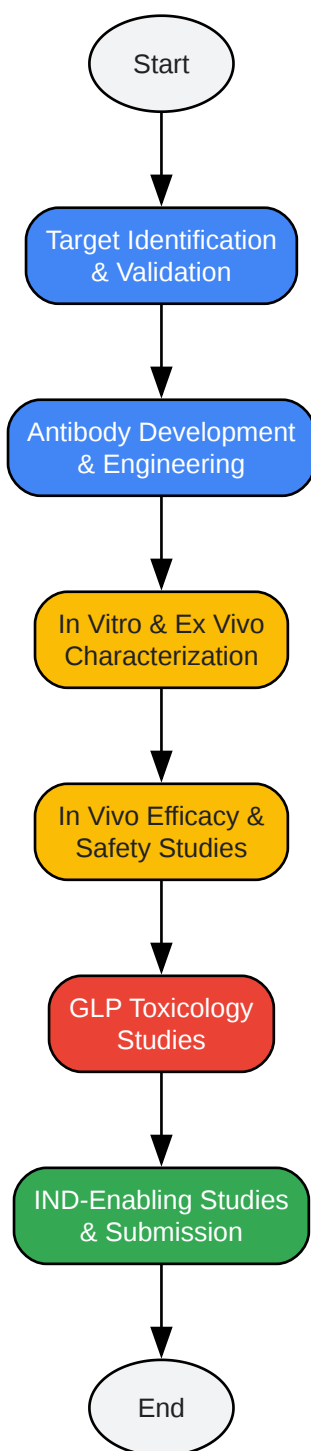 Start
Target Identification
& Validation
Antibody Development
& Engineering
In Vitro & Ex Vivo
Characterization
In Vivo Efficacy &
Safety Studies
GLP Toxicology
Studies
IND-Enabling Studies
& Submission
End